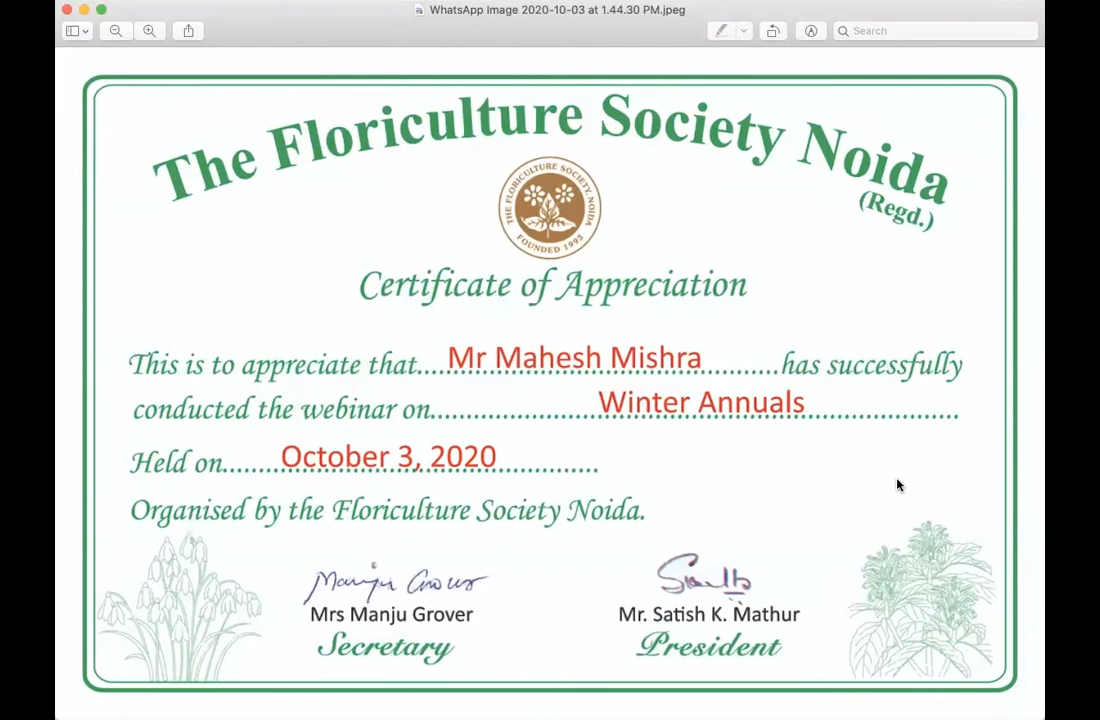 WhatsApp Image 2020-10-03 at 1.44.30 PM.jpeg
Search
The Floriculture Society Noida
(Regd.)
THE FLORICULTURE SOCIETY, NOIDA
FOUNDED 1993
Certificate of Appreciation
This is to appreciate that....Mr Mahesh Mishra...........has successfully
conducted the webinar on.......................Winter Annuals.....................
Held on.......October 3, 2020..............
Organised by the Floriculture Society Noida.
Manju Grover
Mrs Manju Grover
Mr. Satish K. Mathur
Secretary
President